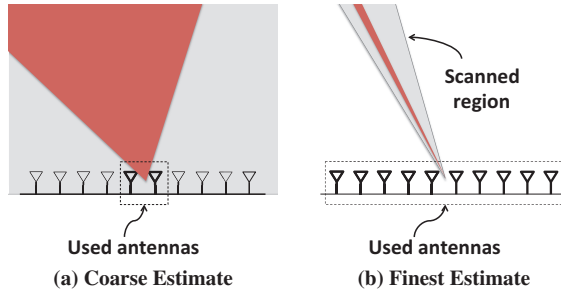 Scanned
region
Used antennas
Used antennas
(a) Coarse Estimate
(b) Finest Estimate